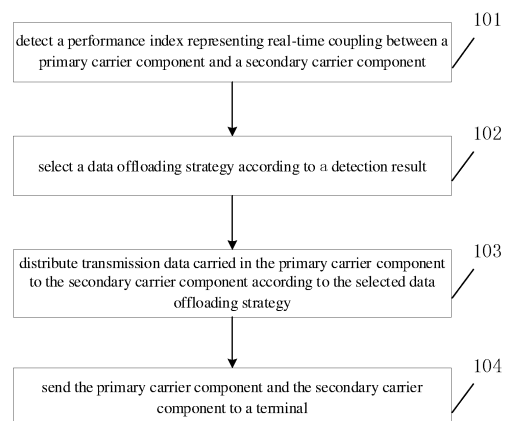 101
detect a performance index representing real-time coupling between a
primary carrier component and a secondary carrier component
102
select a data offloading strategy according to a detection result
103
distribute transmission data carried in the primary carrier component
to the secondary carrier component according to the selected data
offloading strategy
104
send the primary carrier component and the secondary carrier
component to a terminal